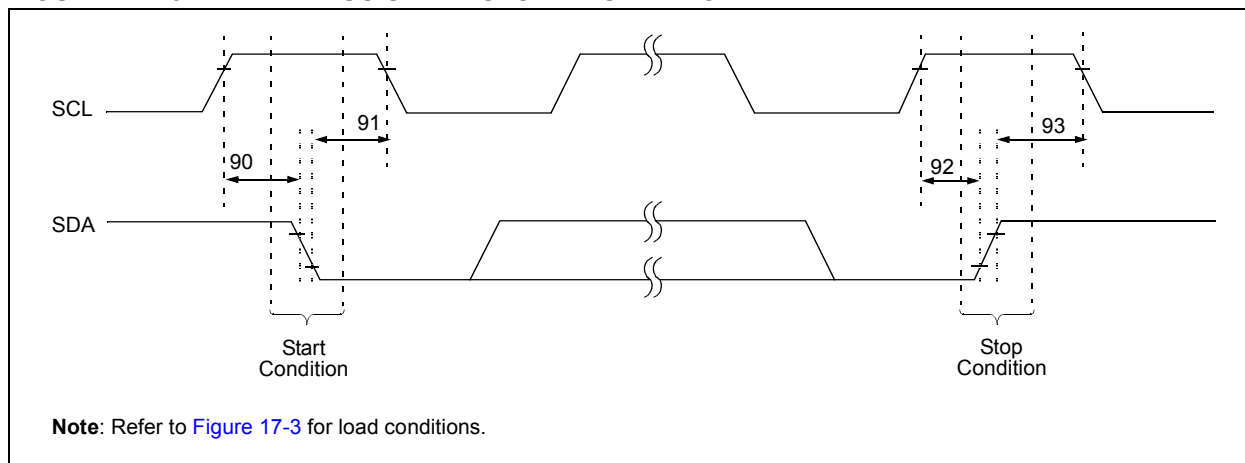 SCL
91
93
90
92
SDA
Start
Condition
Stop
Condition
Note: Refer to Figure 17-3 for load conditions.